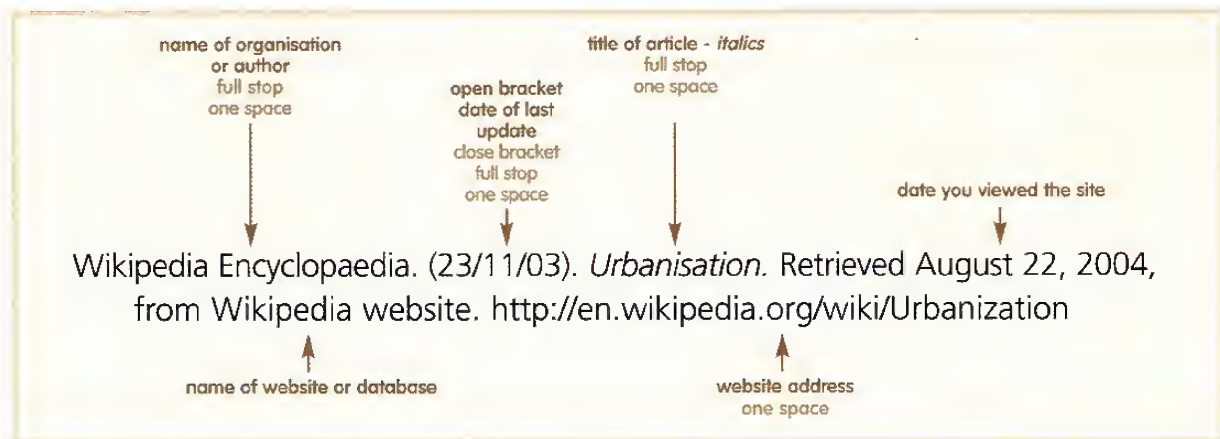 name of organisation
or author
full stop
one space
open bracket
date of last
update
close bracket
full stop
one space
title of article - italics
full stop
one space
date you viewed the site
Wikipedia Encyclopaedia. (23/11/03). Urbanisation. Retrieved August 22, 2004,
from Wikipedia website. http://en.wikipedia.org/wiki/Urbanization
name of website or database
website address
one space